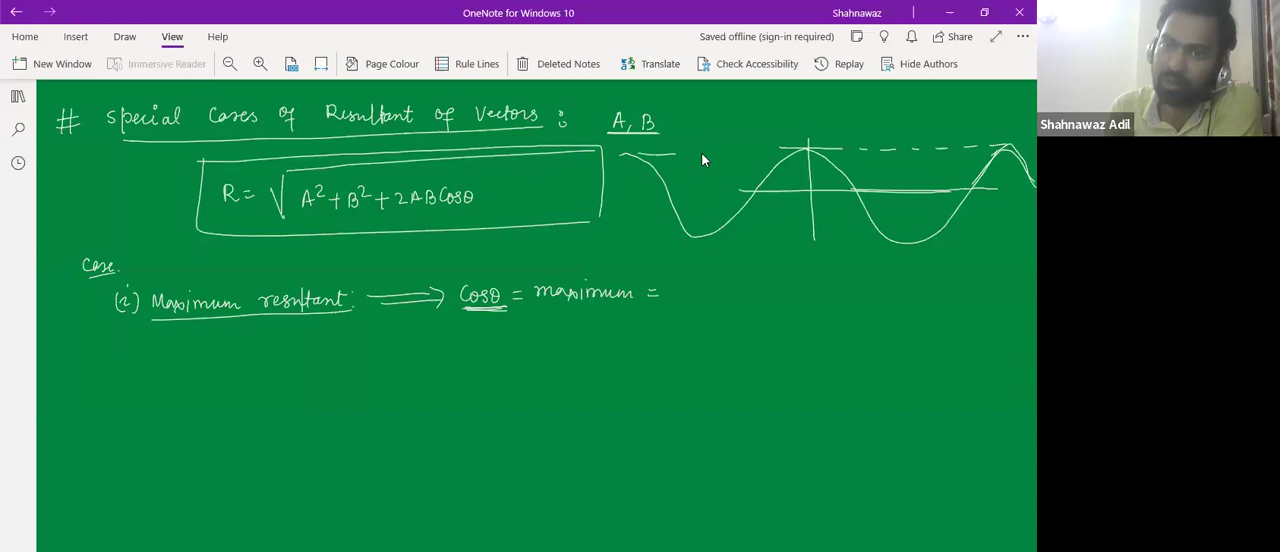 OneNote for Windows 10
Shahnawaz
Home Insert Draw View Help
Saved offline (sign-in required) Share
New Window Immersive Reader Page Colour Rule Lines Deleted Notes Translate Check Accessibility Replay Hide Authors
Shahnawaz Adil
# Special Cases of Resultant of Vectors : A, B
R = √A²+B²+2ABCosθ
Case.
(i) Maximum resultant: ⟹ Cosθ = maximum =